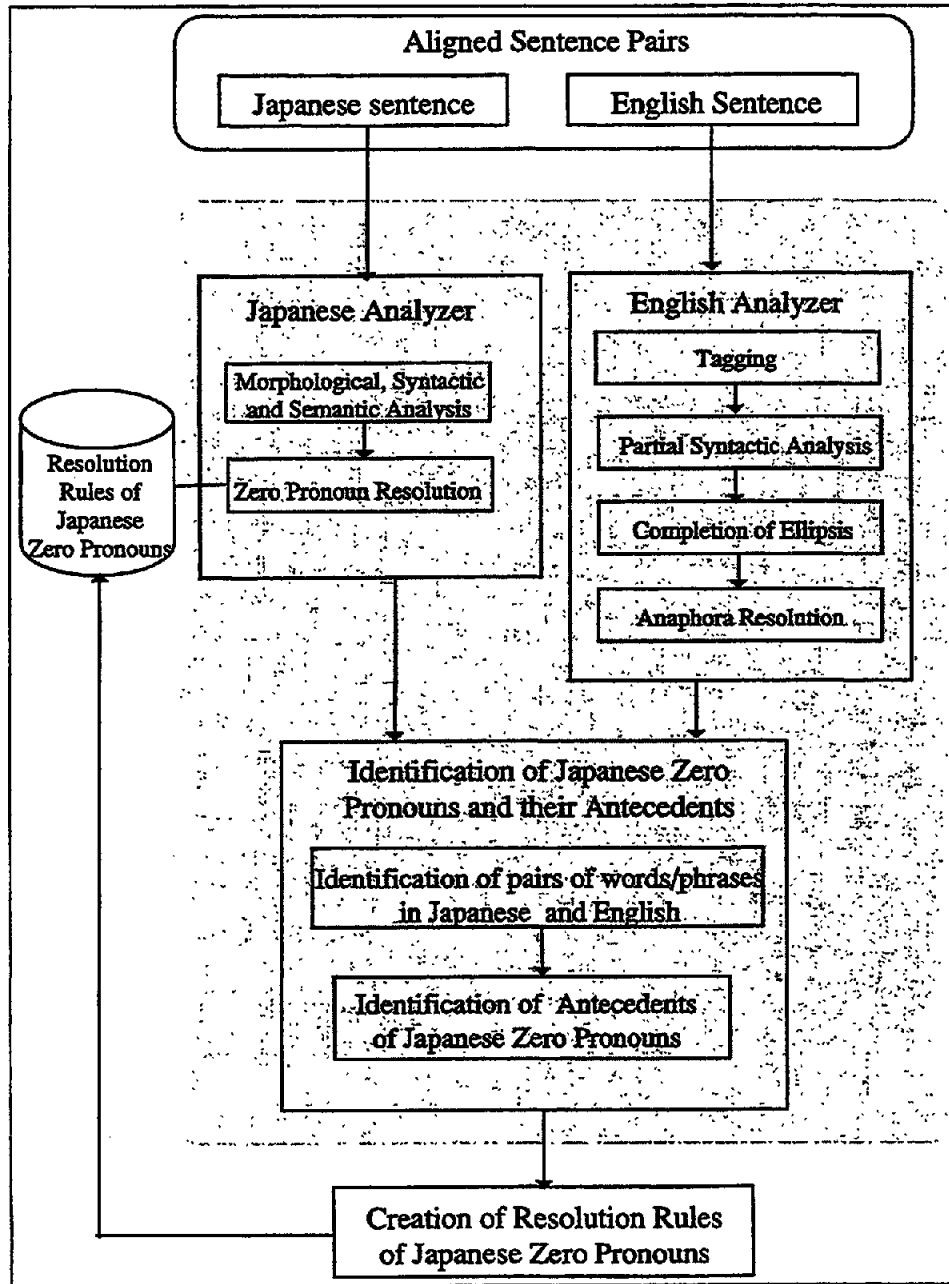 Aligned Sentence Pairs
Japanese sentence
English Sentence
Japanese Analyzer
Morphological, Syntactic
and Semantic Analysis
Zero Pronoun Resolution
English Analyzer
Tagging
Partial Syntactic Analysis
Completion of Ellipsis
Anaphora Resolution
Resolution
Rules of
Japanese
Zero Pronouns
Identification of Japanese Zero
Pronouns and their Antecedents
Identification of pairs of words/phrases
in Japanese and English
Identification of Antecedents
of Japanese Zero Pronouns
Creation of Resolution Rules
of Japanese Zero Pronouns